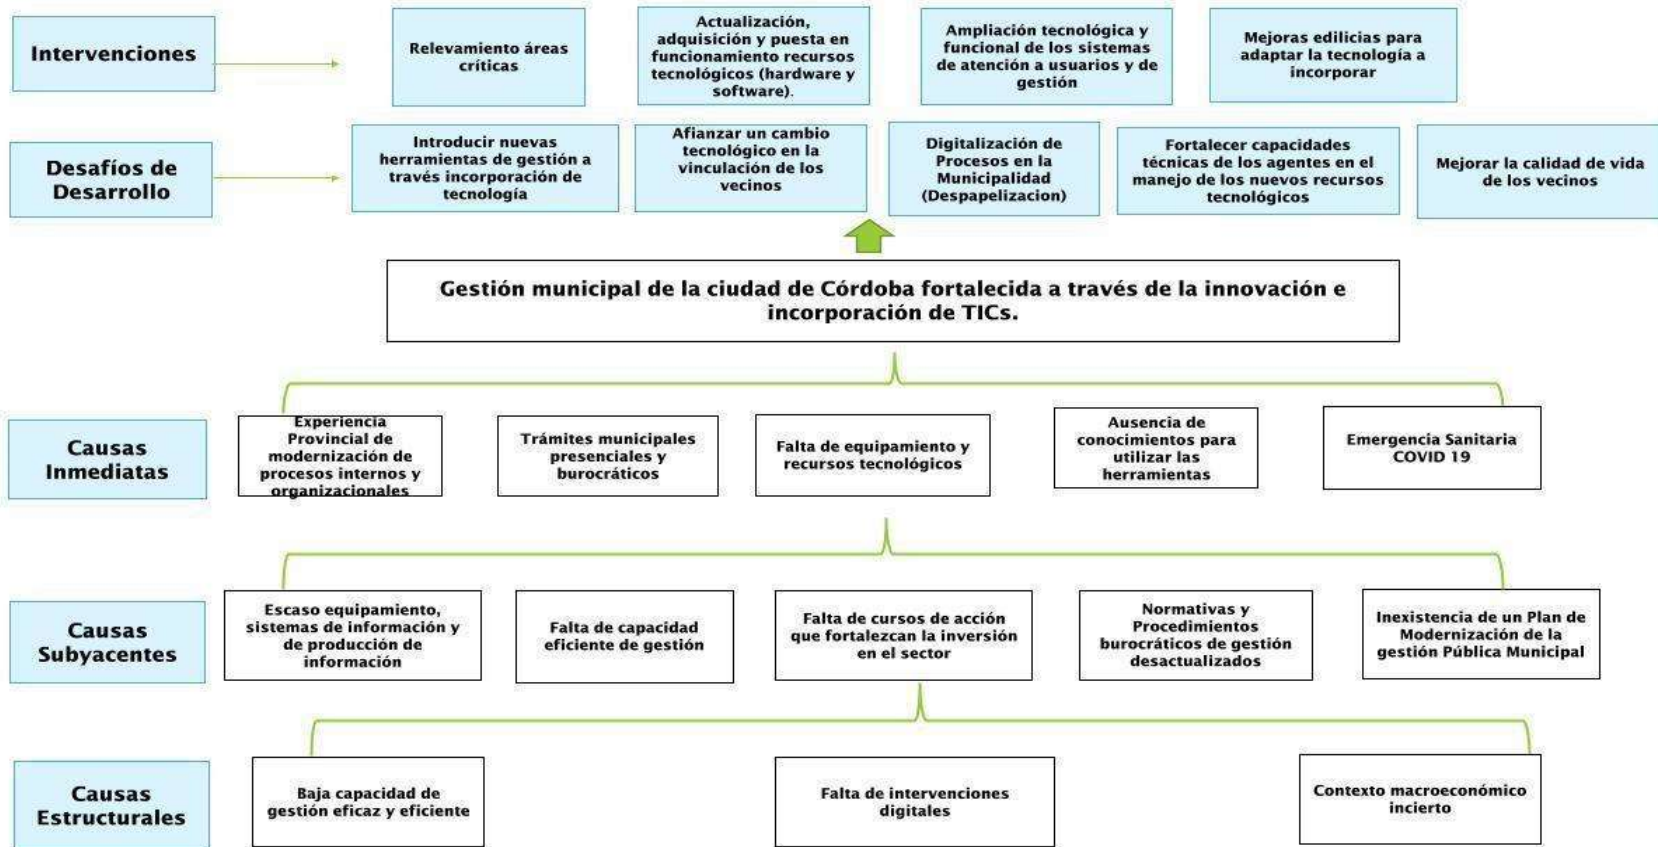 Intervenciones
Relevamiento áreas
críticas
Actualización,
adquisición y puesta en
funcionamiento recursos
tecnológicos (hardware y
software).
Ampliación tecnológica y
funcional de los sistemas
de atención a usuarios y de
gestión
Mejoras edilicias para
adaptar la tecnología a
incorporar
Desafíos de
Desarrollo
Introducir nuevas
herramientas de gestión a
través incorporación de
tecnología
Afianzar un cambio
tecnológico en la
vinculación de los
vecinos
Digitalización de
Procesos en la
Municipalidad
(Despapelizacion)
Fortalecer capacidades
técnicas de los agentes en el
manejo de los nuevos recursos
tecnológicos
Mejorar la calidad de vida
de los vecinos
Gestión municipal de la ciudad de Córdoba fortalecida a través de la innovación e
incorporación de TICs.
Causas
Inmediatas
Experiencia
Provincial de
modernización de
procesos internos y
organizacionales
Trámites municipales
presenciales y
burocráticos
Falta de equipamiento y
recursos tecnológicos
Ausencia de
conocimientos para
utilizar las
herramientas
Emergencia Sanitaria
COVID 19
Causas
Subyacentes
Escaso equipamiento,
sistemas de información y
de producción de
información
Falta de capacidad
eficiente de gestión
Falta de cursos de acción
que fortalezcan la inversión
en el sector
Normativas y
Procedimientos
burocráticos de gestión
desactualizados
Inexistencia de un Plan de
Modernización de la
gestión Pública Municipal
Causas
Estructurales
Baja capacidad de
gestión eficaz y eficiente
Falta de intervenciones
digitales
Contexto macroeconómico
incierto